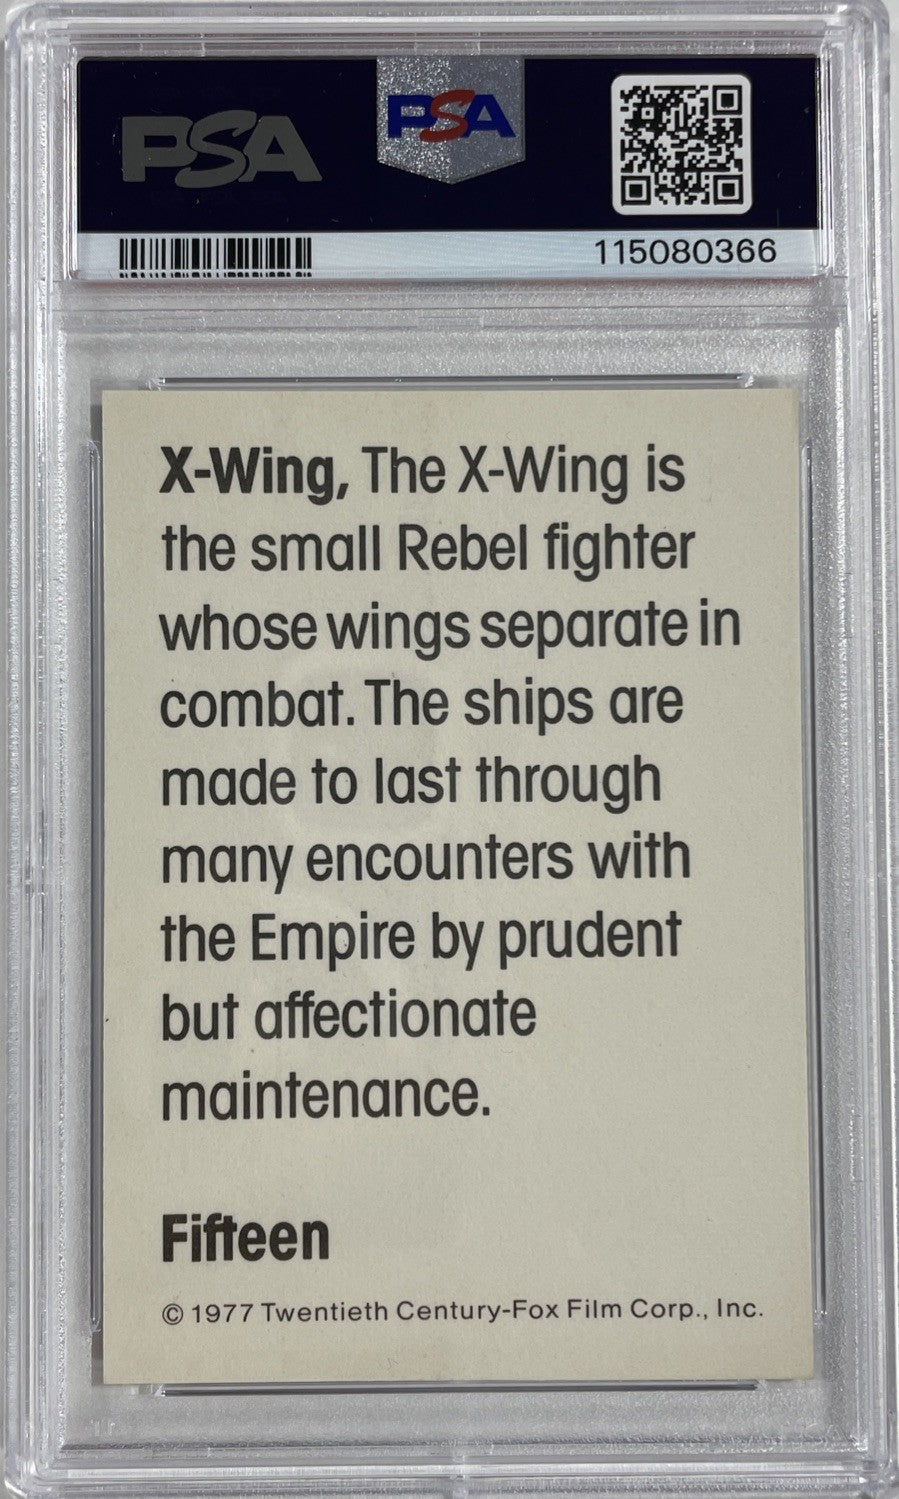 PSA
PSA
115080366
X-Wing, The X-Wing is
the small Rebel fighter
whose wings separate in
combat. The ships are
made to last through
many encounters with
the Empire by prudent
but affectionate
maintenance.
Fifteen
© 1977 Twentieth Century-Fox Film Corp., Inc.